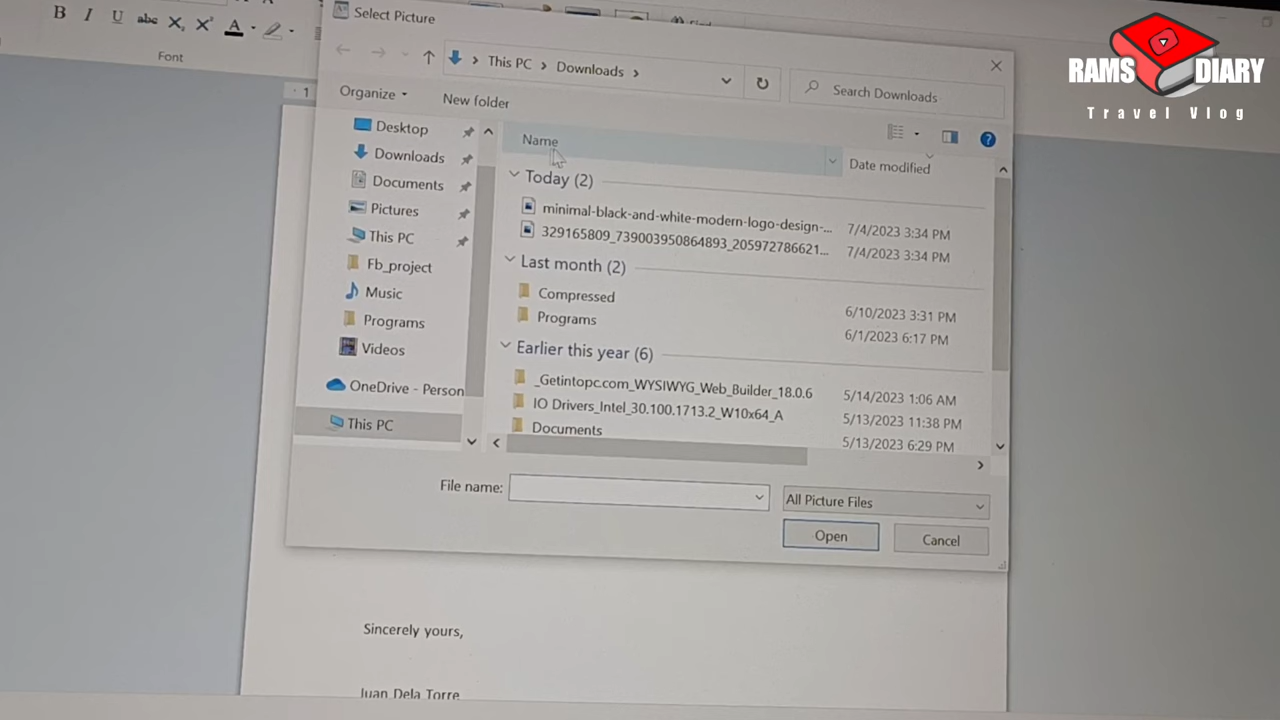 Select Picture
RAMS DIARY
Travel Vlog
B I U abc X, X² A
Font
This PC > Downloads >
Search Downloads
Organize
New folder
1
Name
Date modified
Desktop
Downloads
Documents
Pictures
This PC
Fb_project
Music
Programs
Videos
OneDrive - Person
This PC
Today (2)
minimal-black-and-white-modern-logo-design-... 7/4/2023 3:34 PM
329165809_739003950864893_205972786621... 7/4/2023 3:34 PM
Last month (2)
Compressed 6/10/2023 3:31 PM
Programs 6/1/2023 6:17 PM
Earlier this year (6)
_Getintopc.com_WYSIWYG_Web_Builder_18.0.6 5/14/2023 1:06 AM
IO Drivers_Intel_30.100.1713.2_W10x64_A 5/13/2023 11:38 PM
Documents 5/13/2023 6:29 PM
File name:
All Picture Files
Open
Cancel
Sincerely yours,
Juan Dela Torre